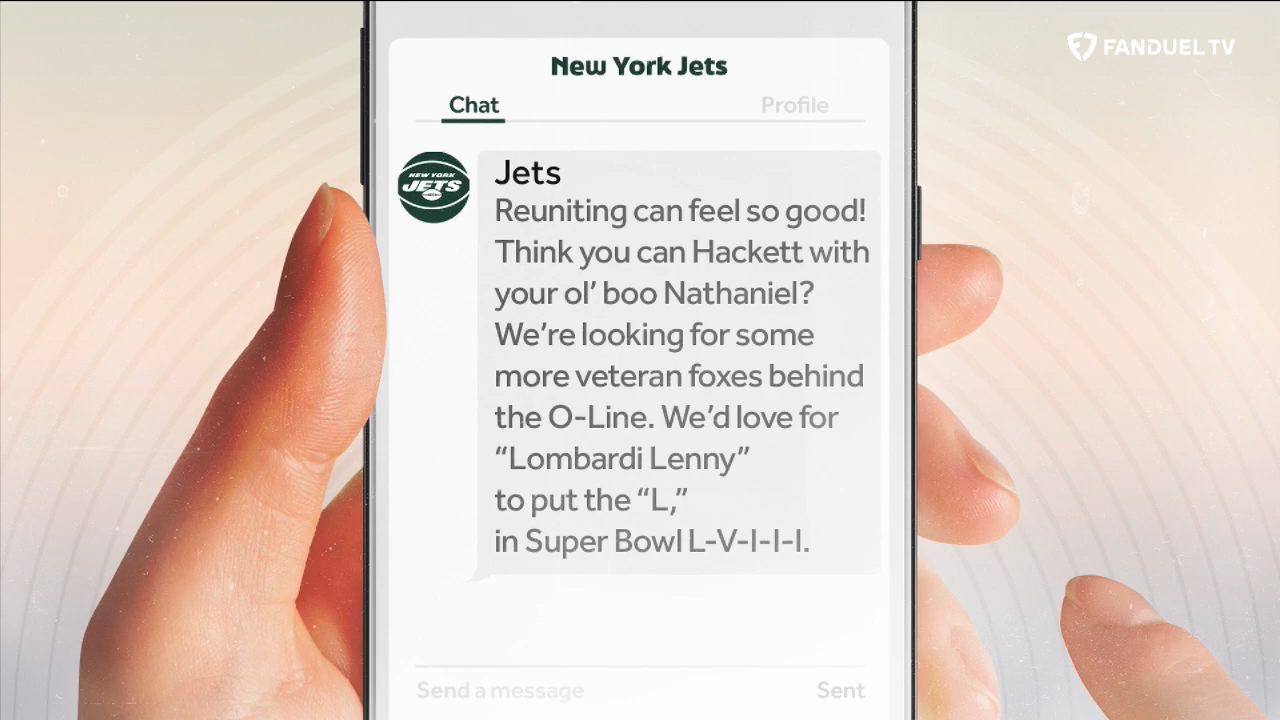 FANDUEL TV
New York Jets
Chat
Profile
NEW YORK
JETS
Jets
Reuniting can feel so good!
Think you can Hackett with
your ol’ boo Nathaniel?
We’re looking for some
more veteran foxes behind
the O-Line. We’d love for
“Lombardi Lenny”
to put the “L,”
in Super Bowl L-V-I-I-I.
Send a message
Sent